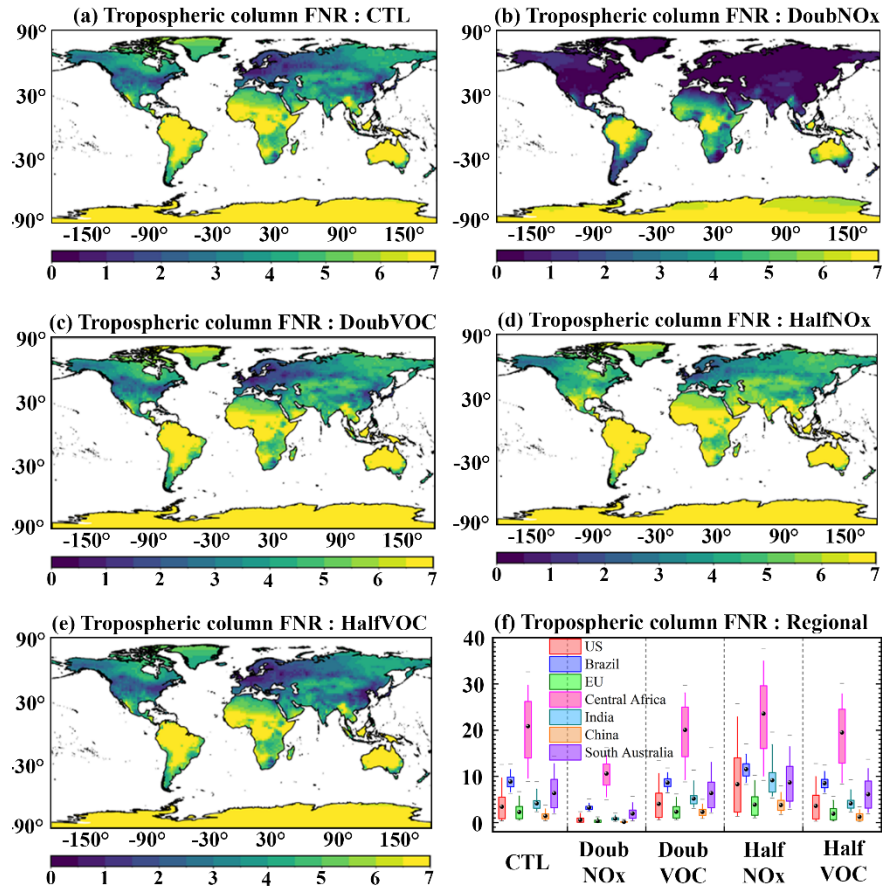 (a) Tropospheric column FNR : CTL
90°
30°
-30°
-90°
-150° -90° -30° 30° 90° 150°
0 1 2 3 4 5 6 7
(b) Tropospheric column FNR : DoubNOx
90°
30°
-30°
-90°
-150° -90° -30° 30° 90° 150°
0 1 2 3 4 5 6 7
(c) Tropospheric column FNR : DoubVOC
90°
30°
-30°
-90°
-150° -90° -30° 30° 90° 150°
0 1 2 3 4 5 6 7
(d) Tropospheric column FNR : HalfNOx
90°
30°
-30°
-90°
-150° -90° -30° 30° 90° 150°
0 1 2 3 4 5 6 7
(e) Tropospheric column FNR : HalfVOC
90°
30°
-30°
-90°
-150° -90° -30° 30° 90° 150°
0 1 2 3 4 5 6 7
(f) Tropospheric column FNR : Regional
40
30
20
10
0
US
Brazil
EU
Central Africa
India
China
South Australia
CTL Doub Doub Half Half
NOx VOC NOx VOC